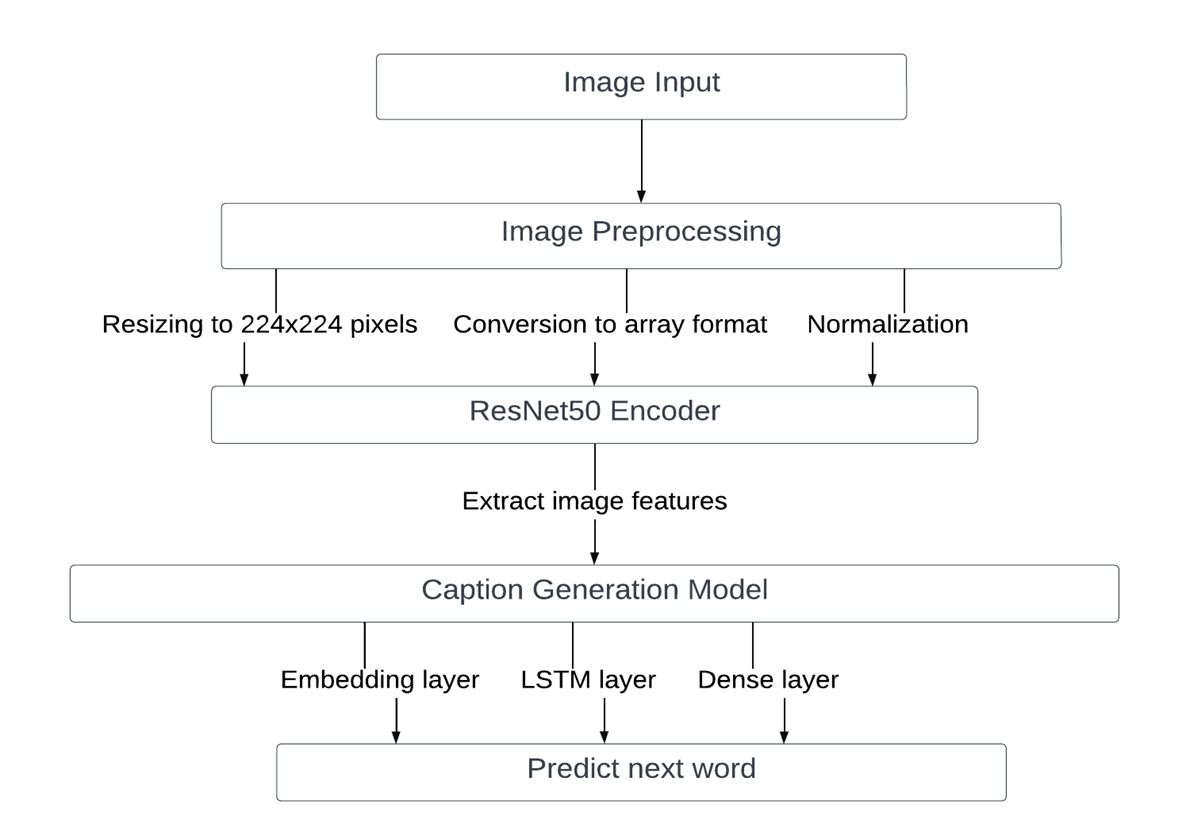 Image Input
Image Preprocessing
Resizing to 224x224 pixels
Conversion to array format
Normalization
ResNet50 Encoder
Extract image features
Caption Generation Model
Embedding layer
LSTM layer
Dense layer
Predict next word